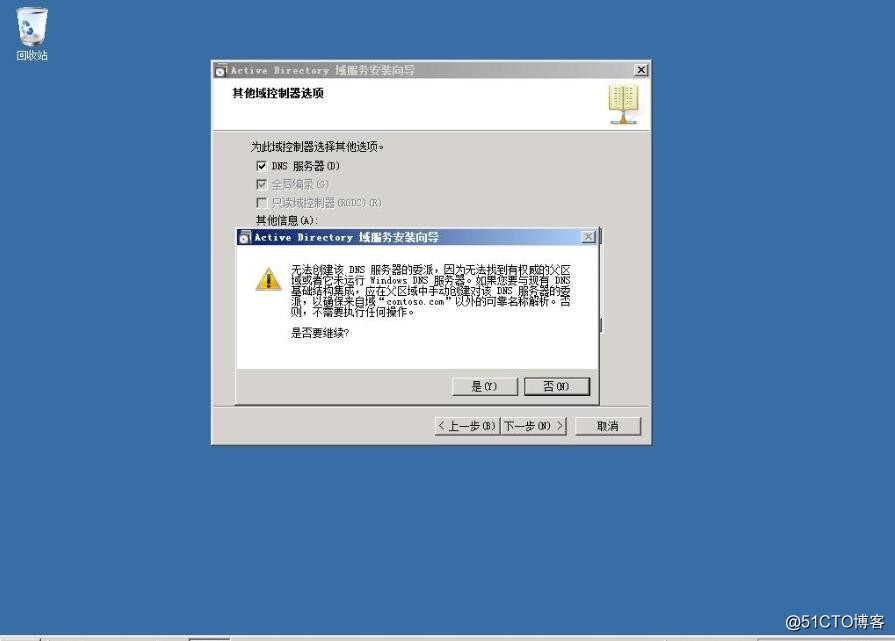 回收站
Active Directory 域服务安装向导
其他域控制器选项
为此域控制器选择其他选项。
DNS 服务器(D)
全局编录(G)
只读域控制器(RODC)(R)
其他信息(A):
Active Directory 域服务安装向导
无法创建该 DNS 服务器的委派，因为无法找到有权威的父区
域或者它未运行 Windows DNS 服务器。如果您要与现有 DNS
基础结构集成，应在父区域中手动创建对该 DNS 服务器的委
派，以确保来自域“contoso.com”以外的可靠名称解析。否
则，不需要执行任何操作。
是否要继续?
是(Y)
否(N)
< 上一步(B)
下一步(N) >
取消
@51CTO博客